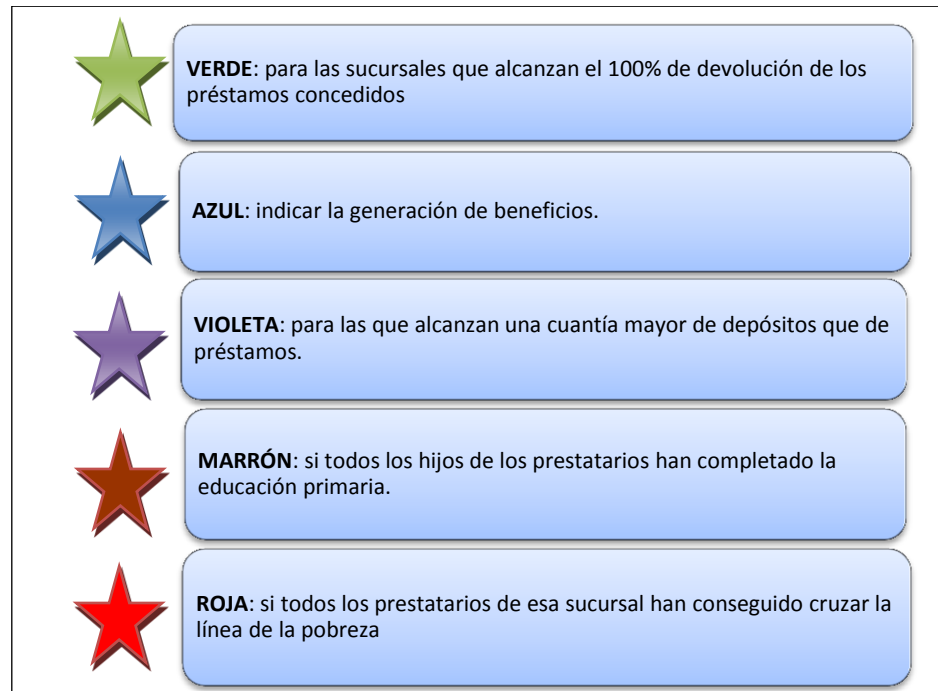 VERDE: para las sucursales que alcanzan el 100% de devolución de los
préstamos concedidos
AZUL: indicar la generación de beneficios.
VIOLETA: para las que alcanzan una cuantía mayor de depósitos que de
préstamos.
MARRÓN: si todos los hijos de los prestatarios han completado la
educación primaria.
ROJA: si todos los prestatarios de esa sucursal han conseguido cruzar la
línea de la pobreza